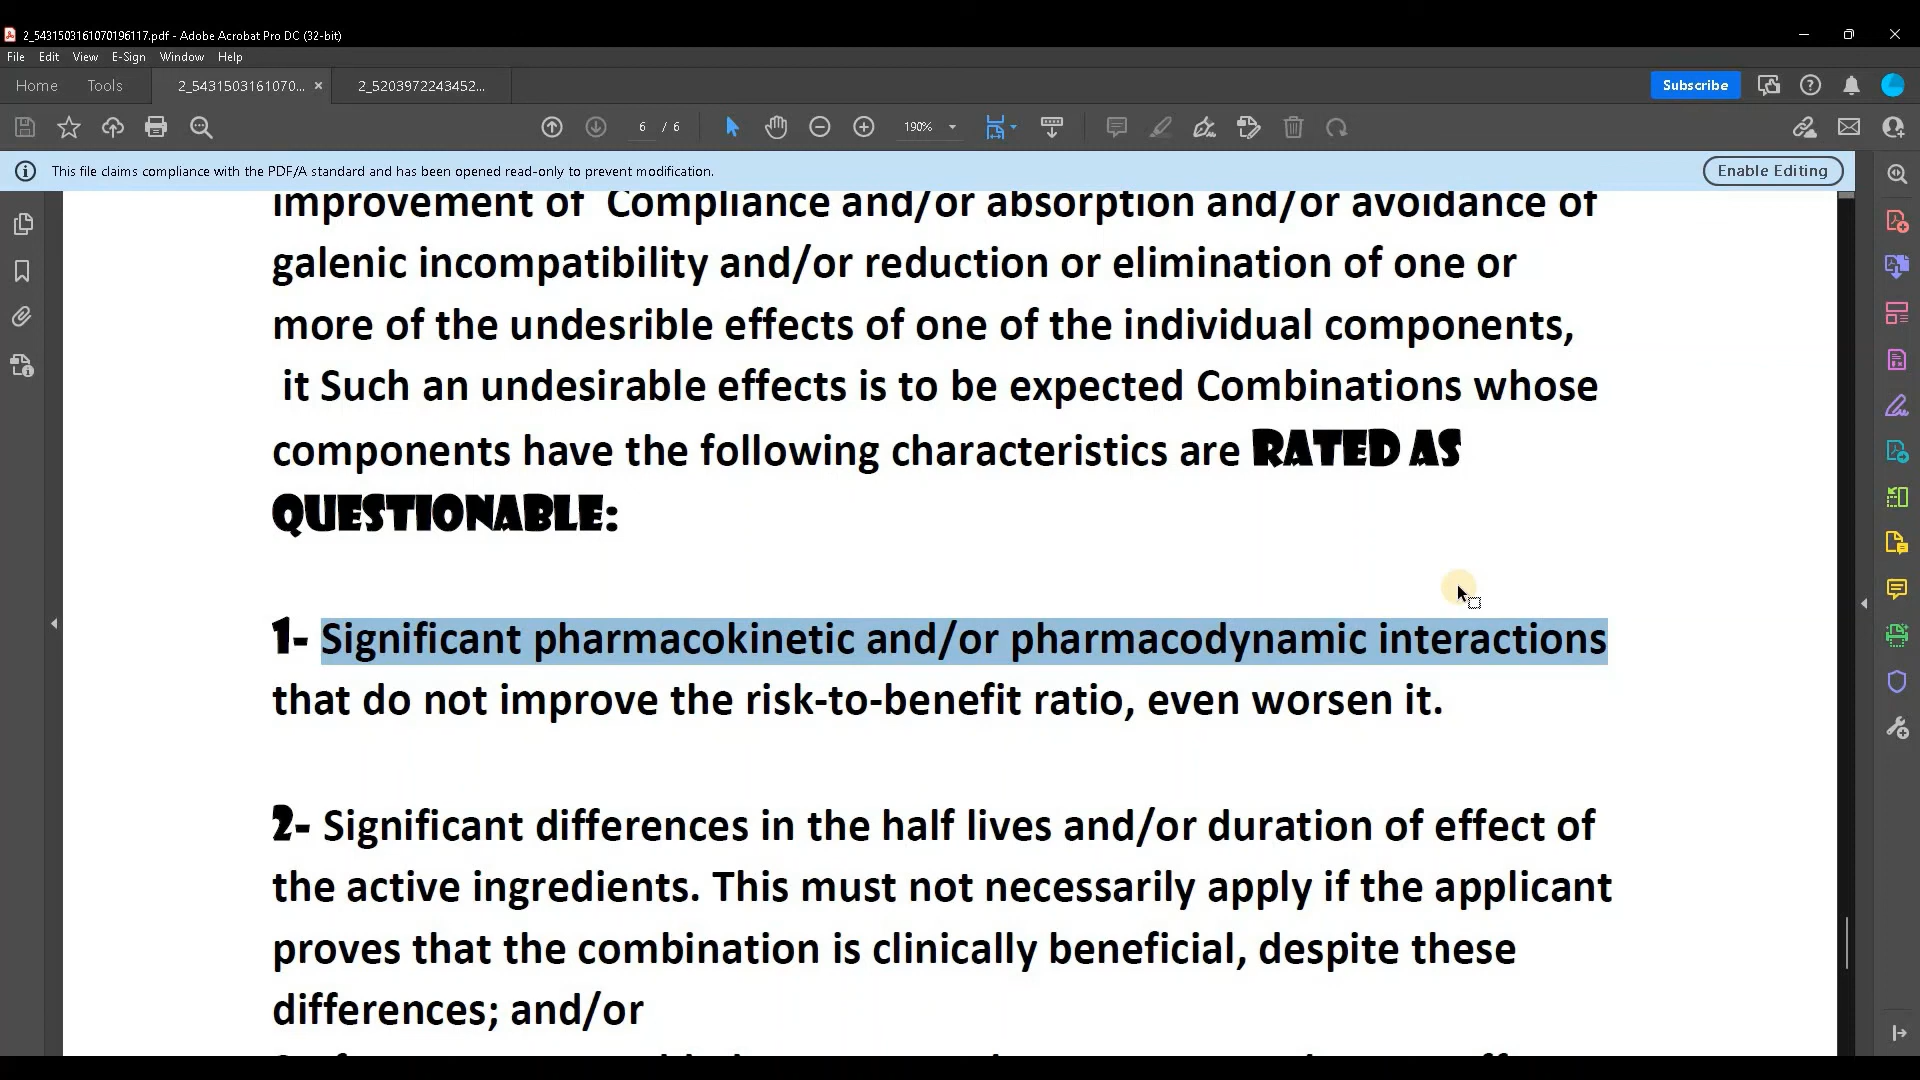 2_5431503161070196117.pdf - Adobe Acrobat Pro DC (32-bit)
File Edit View E-Sign Window Help
Home Tools 2_5431503161070... × 2_5203972243452... Subscribe
6 / 6 190%
This file claims compliance with the PDF/A standard and has been opened read-only to prevent modification. Enable Editing
improvement of Compliance and/or absorption and/or avoidance of
galenic incompatibility and/or reduction or elimination of one or
more of the undesrible effects of one of the individual components,
it Such an undesirable effects is to be expected Combinations whose
components have the following characteristics are RATED AS
QUESTIONABLE:
1- Significant pharmacokinetic and/or pharmacodynamic interactions
that do not improve the risk-to-benefit ratio, even worsen it.
2- Significant differences in the half lives and/or duration of effect of
the active ingredients. This must not necessarily apply if the applicant
proves that the combination is clinically beneficial, despite these
differences; and/or